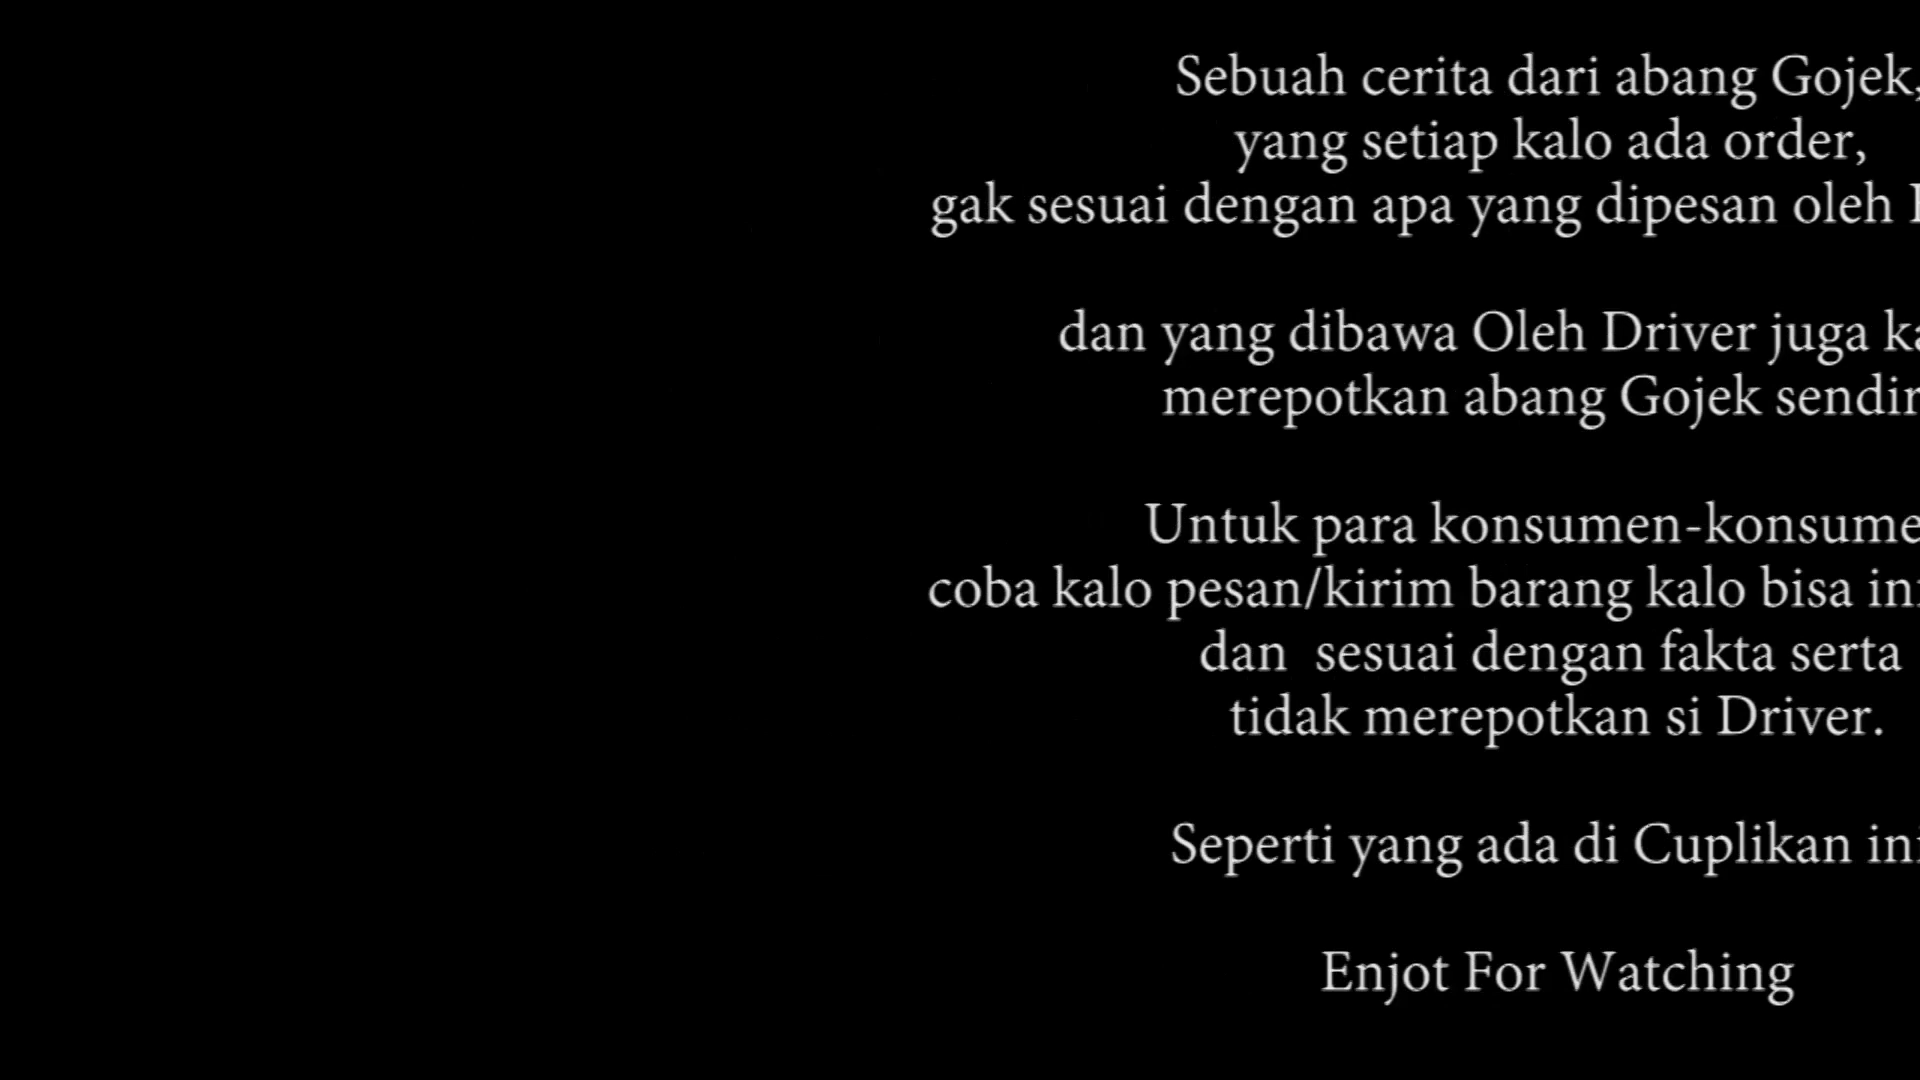 Sebuah cerita dari abang Gojek,
yang setiap kalo ada order,
gak sesuai dengan apa yang dipesan oleh
dan yang dibawa Oleh Driver juga
merepotkan abang Gojek
Untuk para
coba kalo pesan/kirim barang kalo bisa
dan  sesuai dengan fakta serta
tidak merepotkan si Driver.
Seperti yang ada di Cuplikan
Enjot For Watching